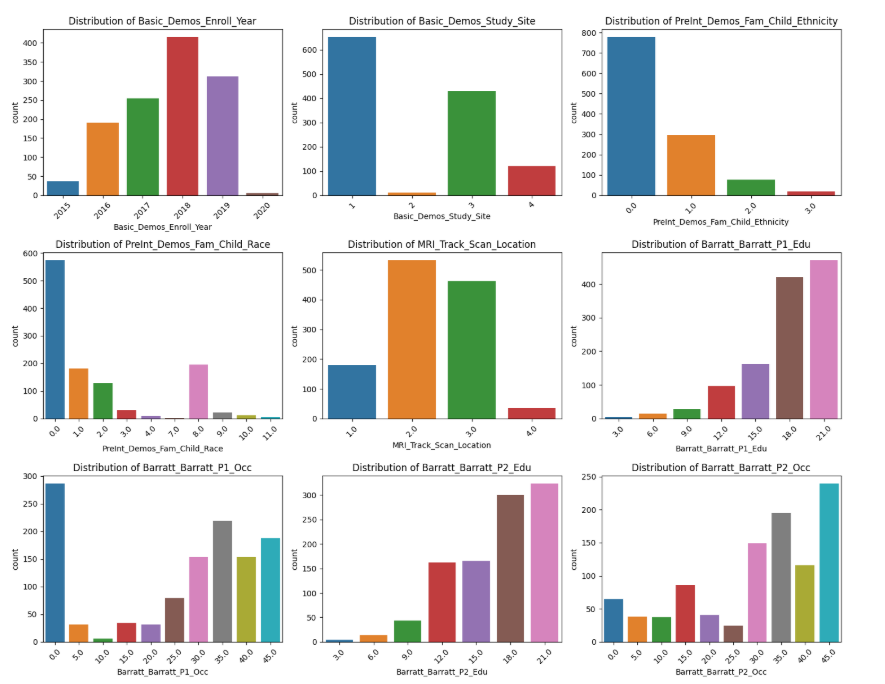 Distribution of Basic_Demos_Enroll_Year
count
400
350
300
250
200
150
100
50
0
2015 2016 2017 2018 2019 2020
Basic_Demos_Enroll_Year
Distribution of Basic_Demos_Study_Site
count
600
500
400
300
200
100
0
1 2 3 4
Basic_Demos_Study_Site
Distribution of PreInt_Demos_Fam_Child_Ethnicity
count
800
700
600
500
400
300
200
100
0
0.0 1.0 2.0 3.0
PreInt_Demos_Fam_Child_Ethnicity
Distribution of PreInt_Demos_Fam_Child_Race
count
600
500
400
300
200
100
0
0.0 1.0 2.0 3.0 4.0 7.0 8.0 9.0 10.0 11.0
PreInt_Demos_Fam_Child_Race
Distribution of MRI_Track_Scan_Location
count
500
400
300
200
100
0
1.0 2.0 3.0 4.0
MRI_Track_Scan_Location
Distribution of Barratt_Barratt_P1_Edu
count
400
300
200
100
0
3.0 6.0 9.0 12.0 15.0 18.0 21.0
Barratt_Barratt_P1_Edu
Distribution of Barratt_Barratt_P1_Occ
count
300
250
200
150
100
50
0
0.0 5.0 10.0 15.0 20.0 25.0 30.0 35.0 40.0 45.0
Barratt_Barratt_P1_Occ
Distribution of Barratt_Barratt_P2_Edu
count
300
250
200
150
100
50
0
3.0 6.0 9.0 12.0 15.0 18.0 21.0
Barratt_Barratt_P2_Edu
Distribution of Barratt_Barratt_P2_Occ
count
250
200
150
100
50
0
0.0 5.0 10.0 15.0 20.0 25.0 30.0 35.0 40.0 45.0
Barratt_Barratt_P2_Occ